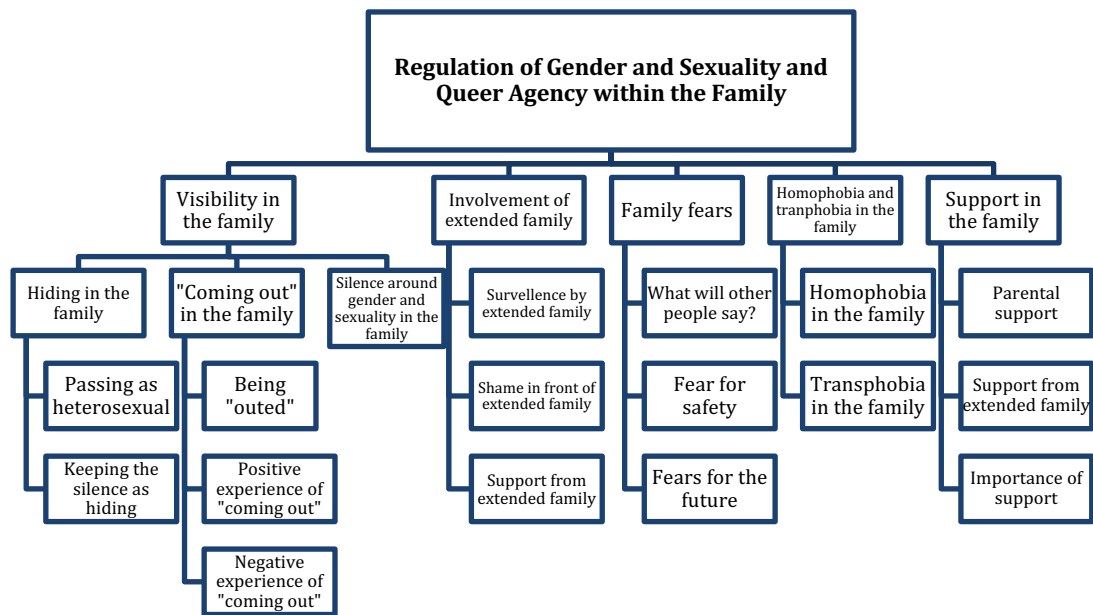 Regulation of Gender and Sexuality and
Queer Agency within the Family
Visibility in
the family
Involvement of
extended family
Family fears
Homophobia and
tranphobia in the
family
Support in
the family
Hiding in the
family
"Coming out"
in the family
Silence around
gender and
sexuality in the
family
Passing as
heterosexual
Keeping the
silence as
hiding
Being
"outed"
Positive
experience of
"coming out"
Negative
experience of
"coming out"
Survellence by
extended family
Shame in front of
extended family
Support from
extended family
What will other
people say?
Fear for
safety
Fears for the
future
Homophobia
in the family
Transphobia
in the family
Parental
support
Support from
extended family
Importance of
support